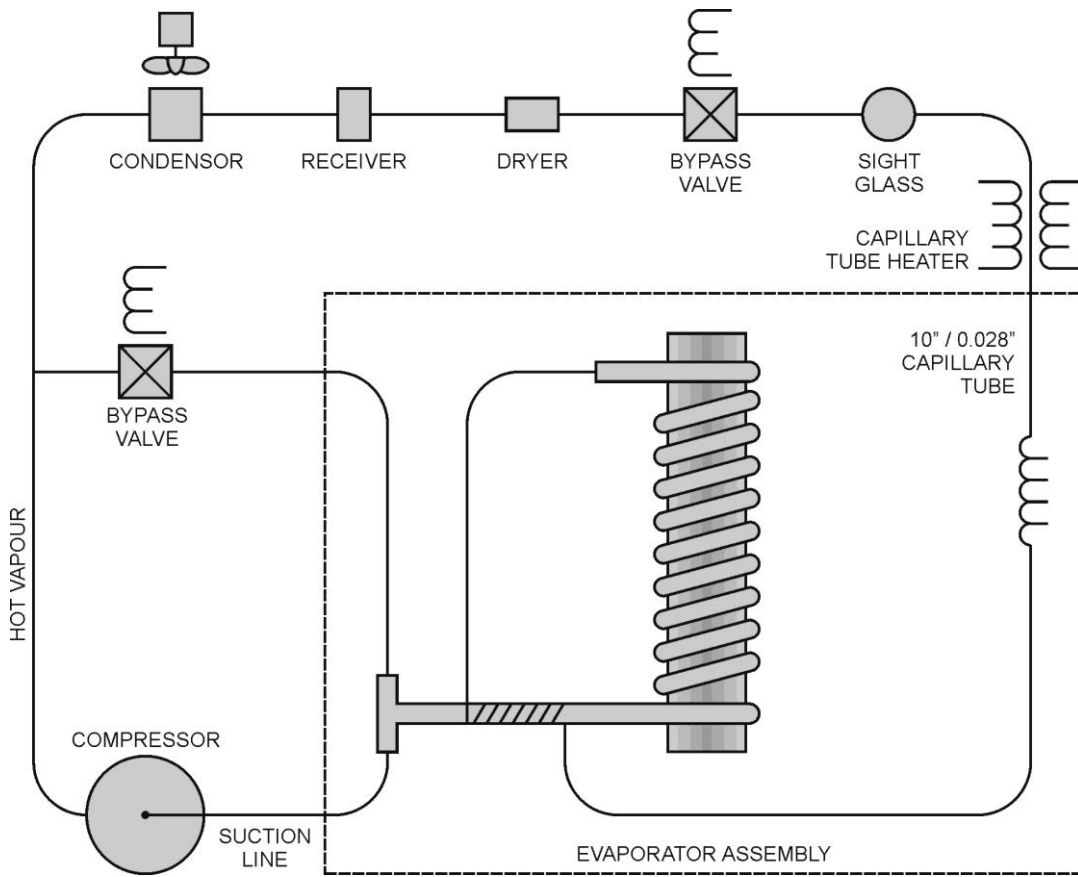 CONDENSOR
RECEIVER
DRYER
BYPASS
VALVE
SIGHT
GLASS
CAPILLARY
TUBE HEATER
10” / 0.028”
CAPILLARY
TUBE
BYPASS
VALVE
HOT VAPOUR
COMPRESSOR
SUCTION
LINE
EVAPORATOR ASSEMBLY